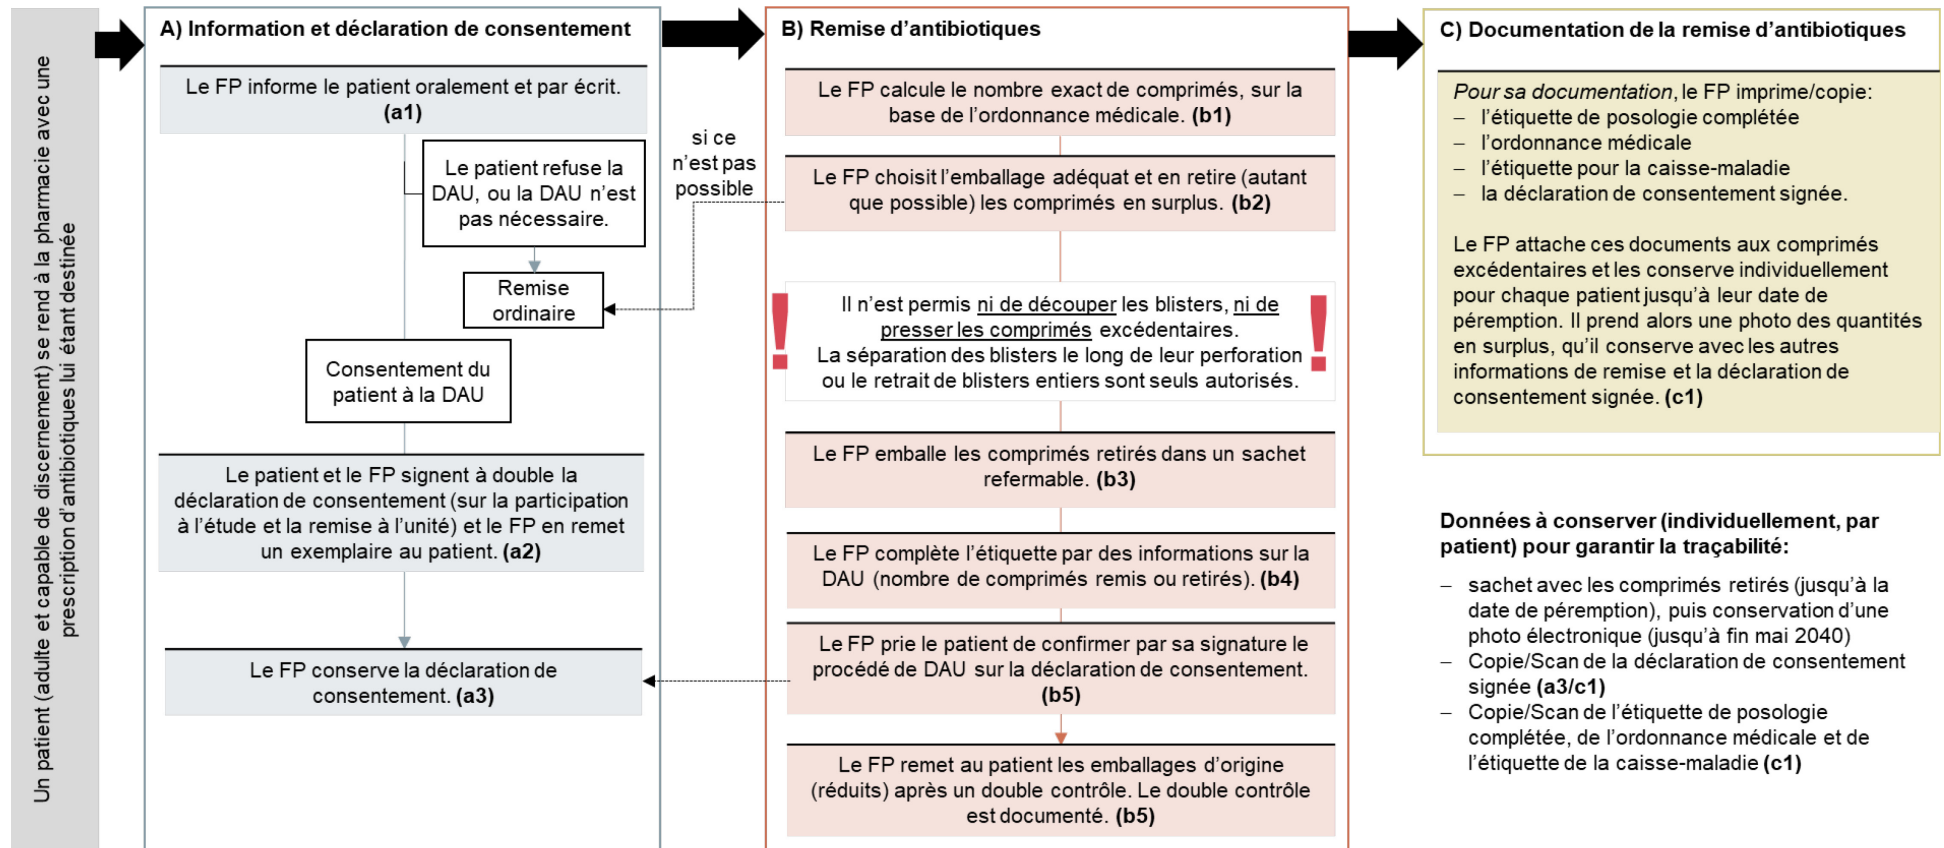 Un patient (adulte et capable de discernement) se rend à la pharmacie avec une
prescription d’antibiotiques lui étant destinée
A) Information et déclaration de consentement
Le FP informe le patient oralement et par écrit.
(a1)
Le patient refuse la
DAU, ou la DAU n’est
pas nécessaire.
Remise
ordinaire
Consentement du
patient à la DAU
Le patient et le FP signent à double la
déclaration de consentement (sur la participation
à l’étude et la remise à l’unité) et le FP en remet
un exemplaire au patient. (a2)
Le FP conserve la déclaration de
consentement. (a3)
si ce
n’est pas
possible
B) Remise d’antibiotiques
Le FP calcule le nombre exact de comprimés, sur la
base de l’ordonnance médicale. (b1)
Le FP choisit l’emballage adéquat et en retire (autant
que possible) les comprimés en surplus. (b2)
! Il n’est permis ni de découper les blisters, ni de !
presser les comprimés excédentaires.
La séparation des blisters le long de leur perforation
ou le retrait de blisters entiers sont seuls autorisés.
Le FP emballe les comprimés retirés dans un sachet
refermable. (b3)
Le FP complète l’étiquette par des informations sur la
DAU (nombre de comprimés remis ou retirés). (b4)
Le FP prie le patient de confirmer par sa signature le
procédé de DAU sur la déclaration de consentement.
(b5)
Le FP remet au patient les emballages d’origine
(réduits) après un double contrôle. Le double contrôle
est documenté. (b5)
C) Documentation de la remise d’antibiotiques
Pour sa documentation, le FP imprime/copie:
– l’étiquette de posologie complétée
– l’ordonnance médicale
– l’étiquette pour la caisse-maladie
– la déclaration de consentement signée.
Le FP attache ces documents aux comprimés
excédentaires et les conserve individuellement
pour chaque patient jusqu’à leur date de
péremption. Il prend alors une photo des quantités
en surplus, qu’il conserve avec les autres
informations de remise et la déclaration de
consentement signée. (c1)
Données à conserver (individuellement, par
patient) pour garantir la traçabilité:
– sachet avec les comprimés retirés (jusqu’à la
date de péremption), puis conservation d’une
photo électronique (jusqu’à fin mai 2040)
– Copie/Scan de la déclaration de consentement
signée (a3/c1)
– Copie/Scan de l’étiquette de posologie
complétée, de l’ordonnance médicale et de
l’étiquette de la caisse-maladie (c1)